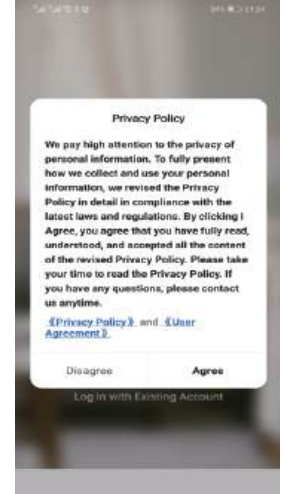 Privacy Policy
We pay high attention to the privacy of
personal information. To fully present
how we collect and use your personal
information, we revised the Privacy
Policy in detail in compliance with the
latest laws and regulations. By clicking I
Agree, you agree that you have fully read,
understood, and accepted all the content
of the revised Privacy Policy. Please take
your time to read the Privacy Policy. If
you have any questions, please contact
us anytime.
《Privacy Policy》 and 《User
Agreement》
Disagree Agree
Log In with Existing Account